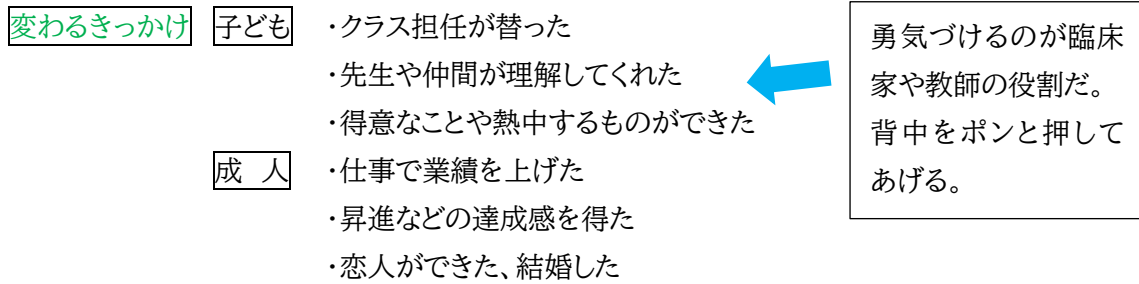 変わるきっかけ 子ども ・クラス担任が替った
・先生や仲間が理解してくれた
・得意なことや熱中するものができた
成 人 ・仕事で業績を上げた
・昇進などの達成感を得た
・恋人ができた、結婚した
勇気づけるのが臨床
家や教師の役割だ。
背中をポンと押して
あげる。